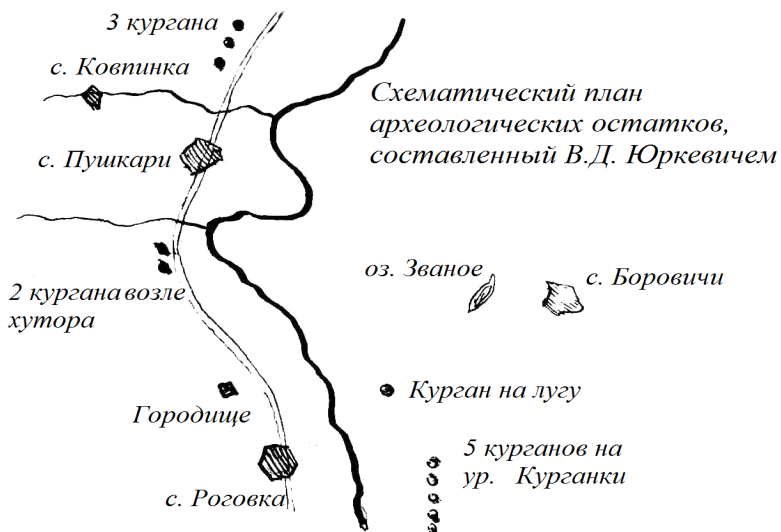 3 кургана
с. Ковпинка
Схематический план
археологических остатков,
составленный В.Д. Юркевичем
с. Пушкари
оз. Званое
с. Боровичи
2 кургана возле
хутора
Городище
Курган на лугу
5 курганов на
ур. Курганки
с. Роговка